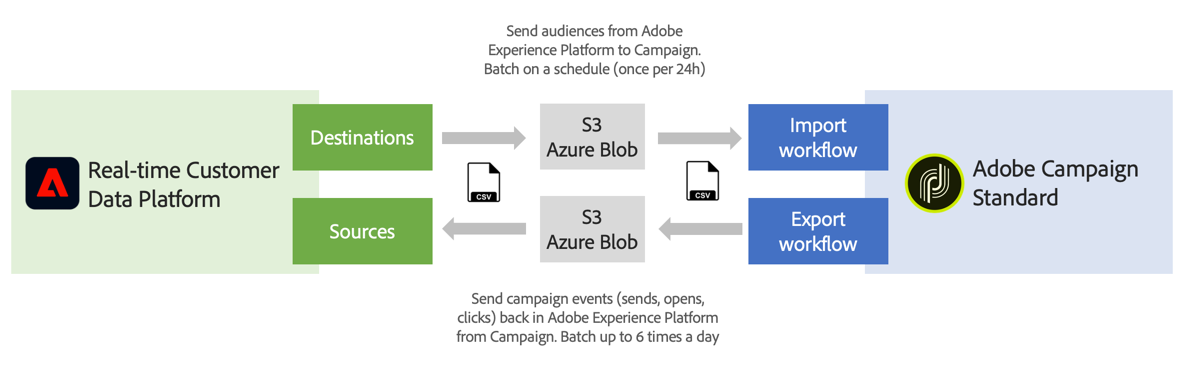 Send audiences from Adobe
Experience Platform to Campaign.
Batch on a schedule (once per 24h)
Real-time Customer
Data Platform
Destinations
S3
Azure Blob
Import
workflow
CSV
CSV
Adobe Campaign
Standard
Sources
S3
Azure Blob
Export
workflow
Send campaign events (sends, opens,
clicks) back in Adobe Experience Platform
from Campaign. Batch up to 6 times a day